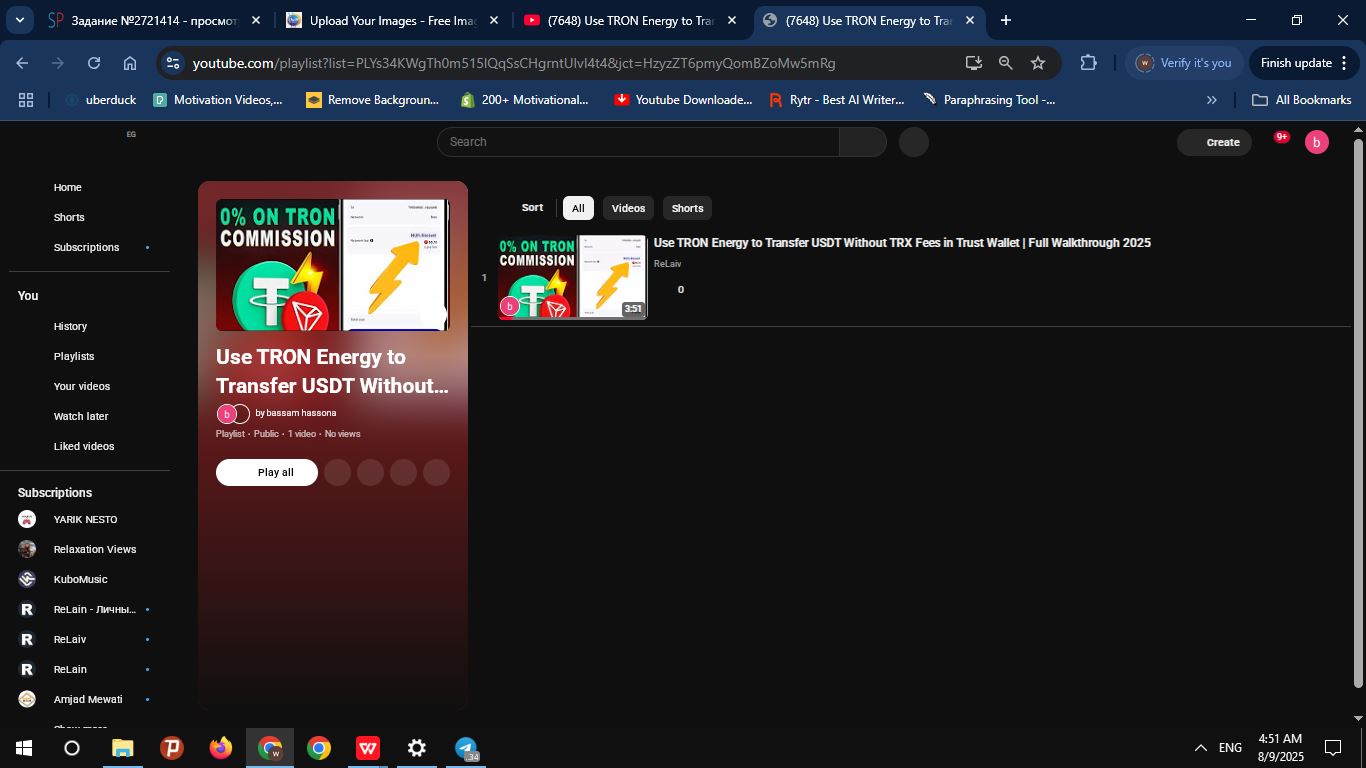 Задание №2721414 - просмот
Upload Your Images - Free Imag
(7648) Use TRON Energy to Tran
(7648) Use TRON Energy to Tran
youtube.com/playlist?list=PLYs34KWgTh0m515IQqSsCHgrntUIvl4t4&jct=HzyzZT6pmyQomBZoMw5mRg
Verify it's you
Finish update
uberduck
Motivation Videos,...
Remove Backgroun...
200+ Motivational...
Youtube Downloade...
Rytr - Best AI Writer...
Paraphrasing Tool -...
All Bookmarks
EG
Search
Create
9+
b
Home
Shorts
Subscriptions
You
History
Playlists
Your videos
Watch later
Liked videos
Subscriptions
YARIK NESTO
Relaxation Views
KuboMusic
ReLain - Личны...
ReLaiv
ReLain
Amjad Mewati
0% ON TRON
COMMISSION
Use TRON Energy to
Transfer USDT Without...
b
by bassam hassona
Playlist • Public • 1 video • No views
Play all
Sort
All
Videos
Shorts
1
0% ON TRON
COMMISSION
b
3:51
Use TRON Energy to Transfer USDT Without TRX Fees in Trust Wallet | Full Walkthrough 2025
ReLaiv
0
34
ENG
4:51 AM
8/9/2025